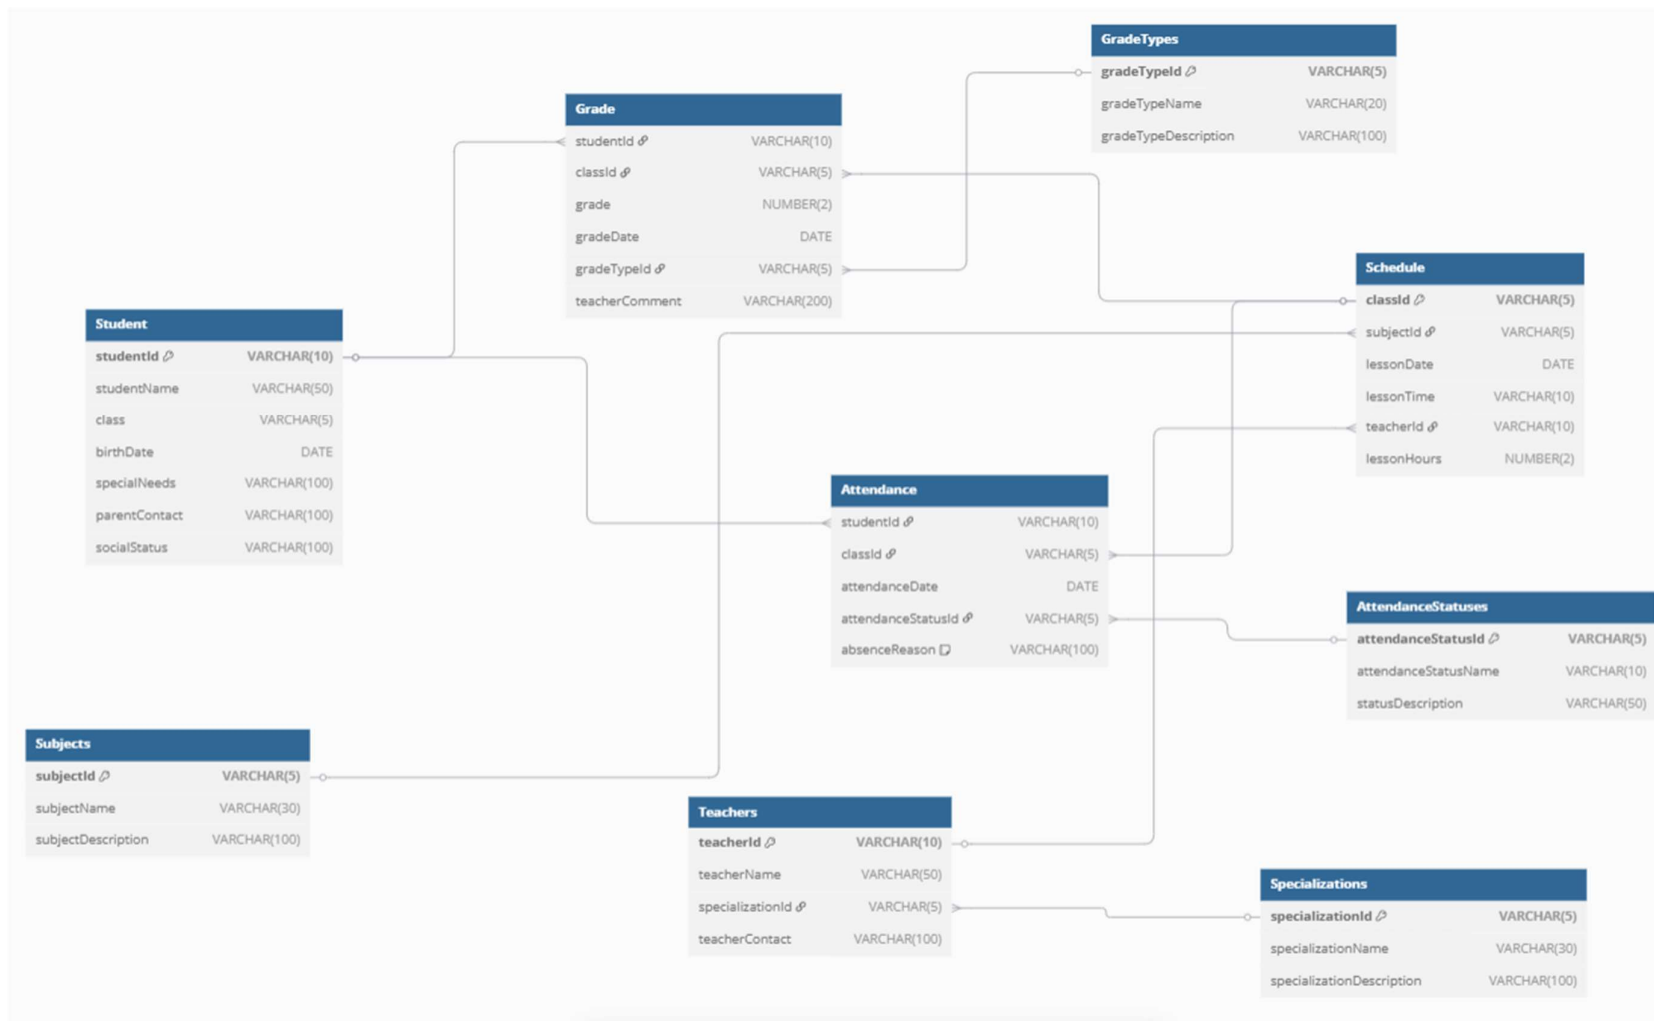 GradeTypes
gradeTypeId VARCHAR(5)
gradeTypeName VARCHAR(20)
gradeTypeDescription VARCHAR(100)
Grade
studentId VARCHAR(10)
classId VARCHAR(5)
grade NUMBER(2)
gradeDate DATE
gradeTypeId VARCHAR(5)
teacherComment VARCHAR(200)
Schedule
classId VARCHAR(5)
subjectId VARCHAR(5)
lessonDate DATE
lessonTime VARCHAR(10)
teacherId VARCHAR(10)
lessonHours NUMBER(2)
Student
studentId VARCHAR(10)
studentName VARCHAR(50)
class VARCHAR(5)
birthDate DATE
specialNeeds VARCHAR(100)
parentContact VARCHAR(100)
socialStatus VARCHAR(100)
Attendance
studentId VARCHAR(10)
classId VARCHAR(5)
attendanceDate DATE
attendanceStatusId VARCHAR(5)
absenceReason VARCHAR(100)
AttendanceStatuses
attendanceStatusId VARCHAR(5)
attendanceStatusName VARCHAR(10)
statusDescription VARCHAR(50)
Subjects
subjectId VARCHAR(5)
subjectName VARCHAR(30)
subjectDescription VARCHAR(100)
Teachers
teacherId VARCHAR(10)
teacherName VARCHAR(50)
specializationId VARCHAR(5)
teacherContact VARCHAR(100)
Specializations
specializationId VARCHAR(5)
specializationName VARCHAR(30)
specializationDescription VARCHAR(100)